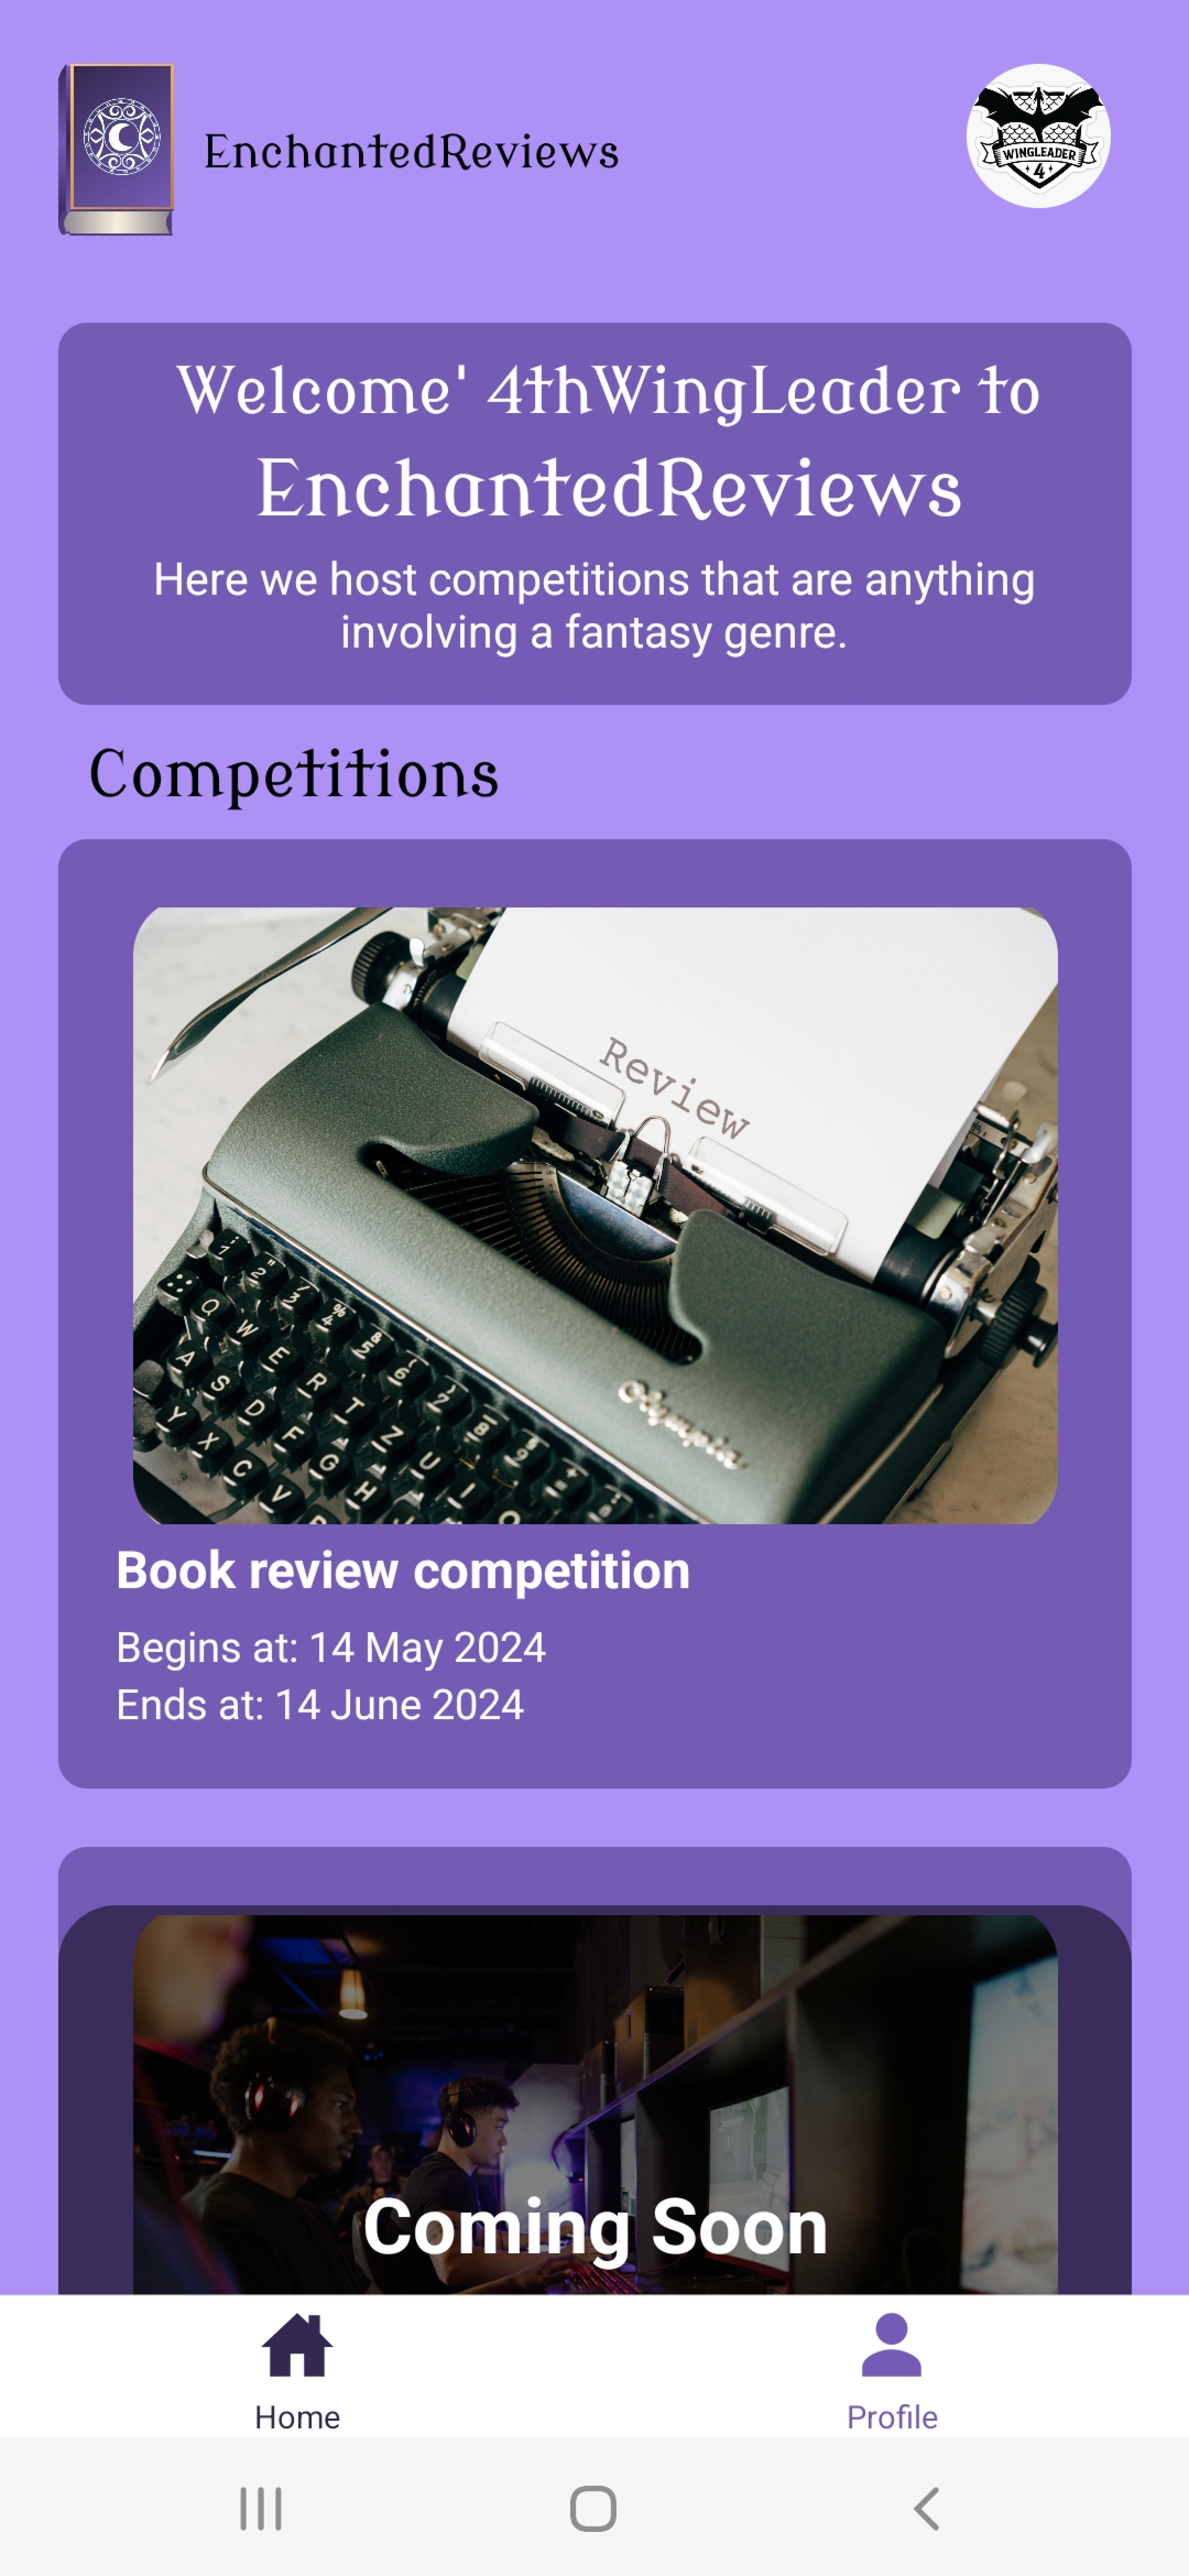 EnchantedReviews
WINGLEADER
4
Welcome' 4thWingLeader to
EnchantedReviews
Here we host competitions that are anything
involving a fantasy genre.
Competitions
Review
Olympia
Book review competition
Begins at: 14 May 2024
Ends at: 14 June 2024
Coming Soon
Home
Profile